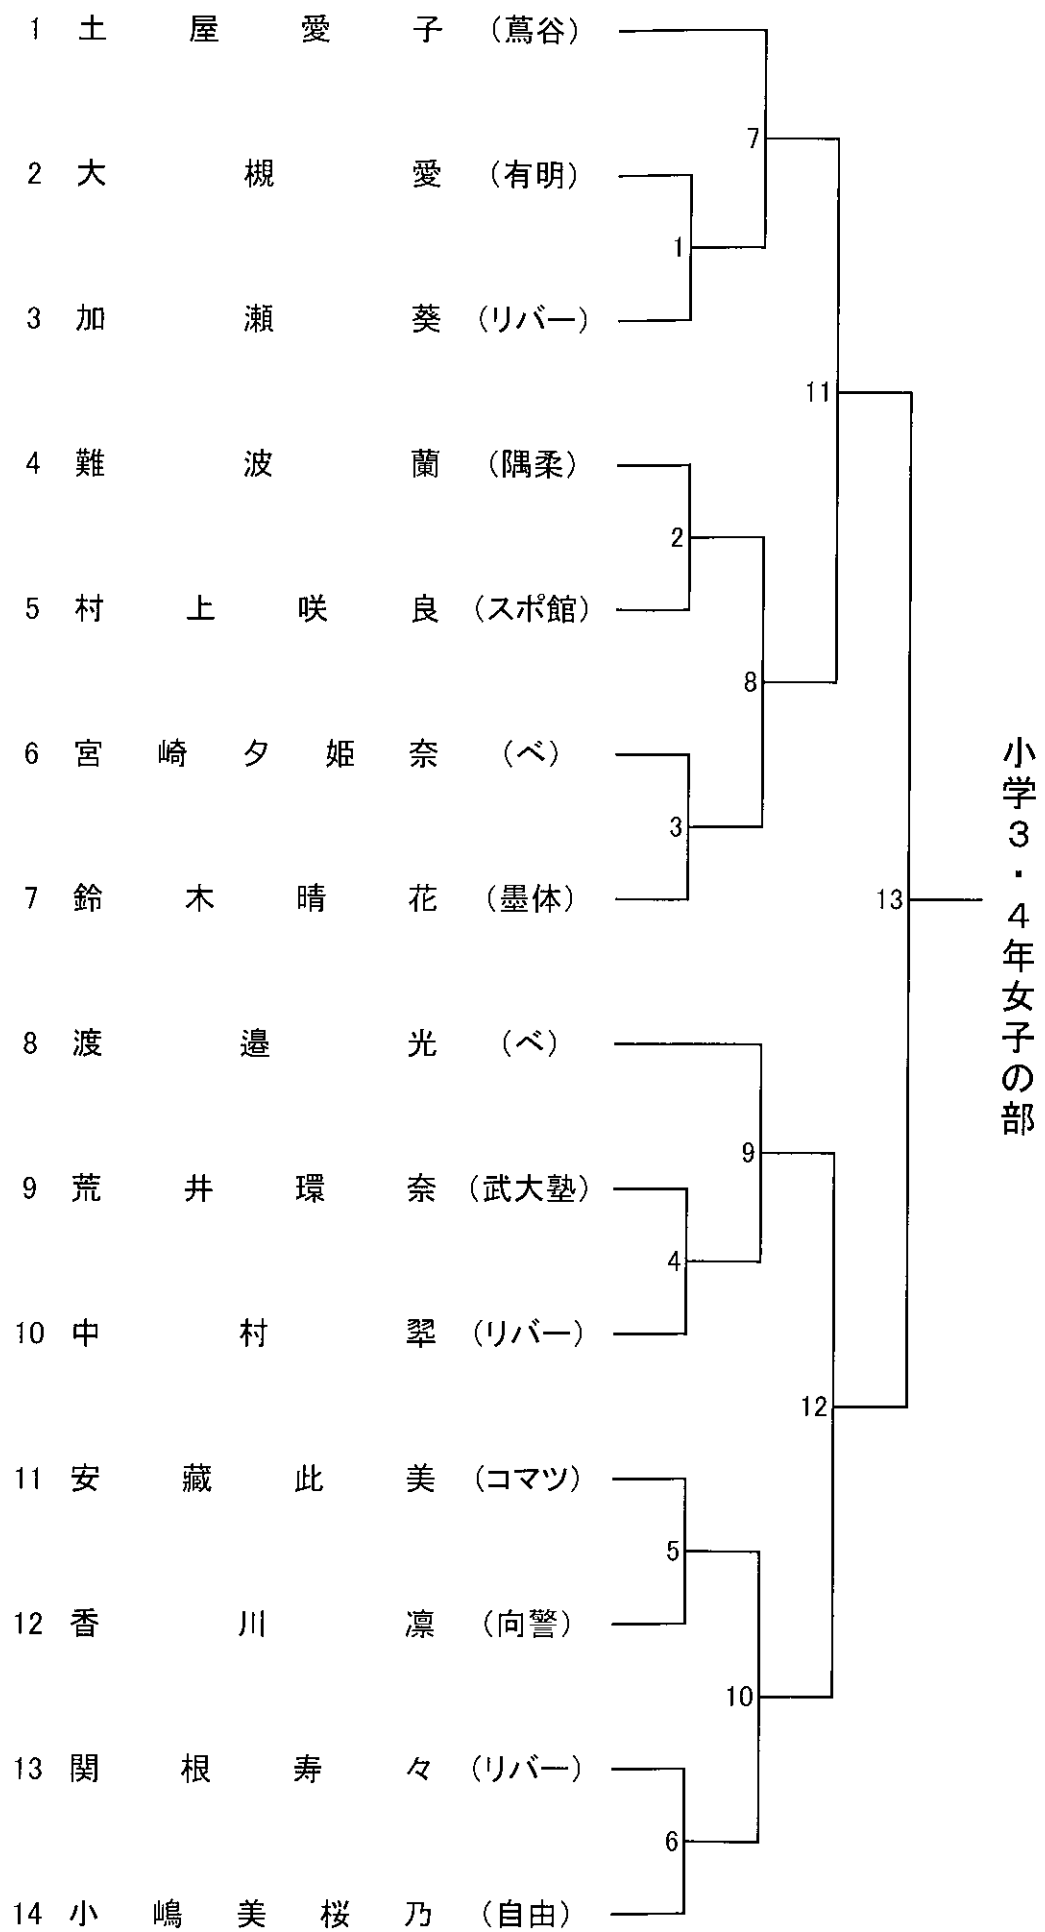 1 土屋愛子 (蔦谷)
7
2 大槻愛 (有明)
1
3 加瀬葵 (リバー)
11
4 難波蘭 (隅柔)
2
5 村上咲良 (スポ館)
8
6 宮崎夕姫奈 (ベ)
3
7 鈴木晴花 (墨体)
13
小学3・4年女子の部
8 渡邉光 (ベ)
9
9 荒井環奈 (武大塾)
4
10 中村翆 (リバー)
12
11 安藏此美 (コマツ)
5
12 香川凛 (向警)
10
13 関根寿々 (リバー)
6
14 小嶋美桜乃 (自由)